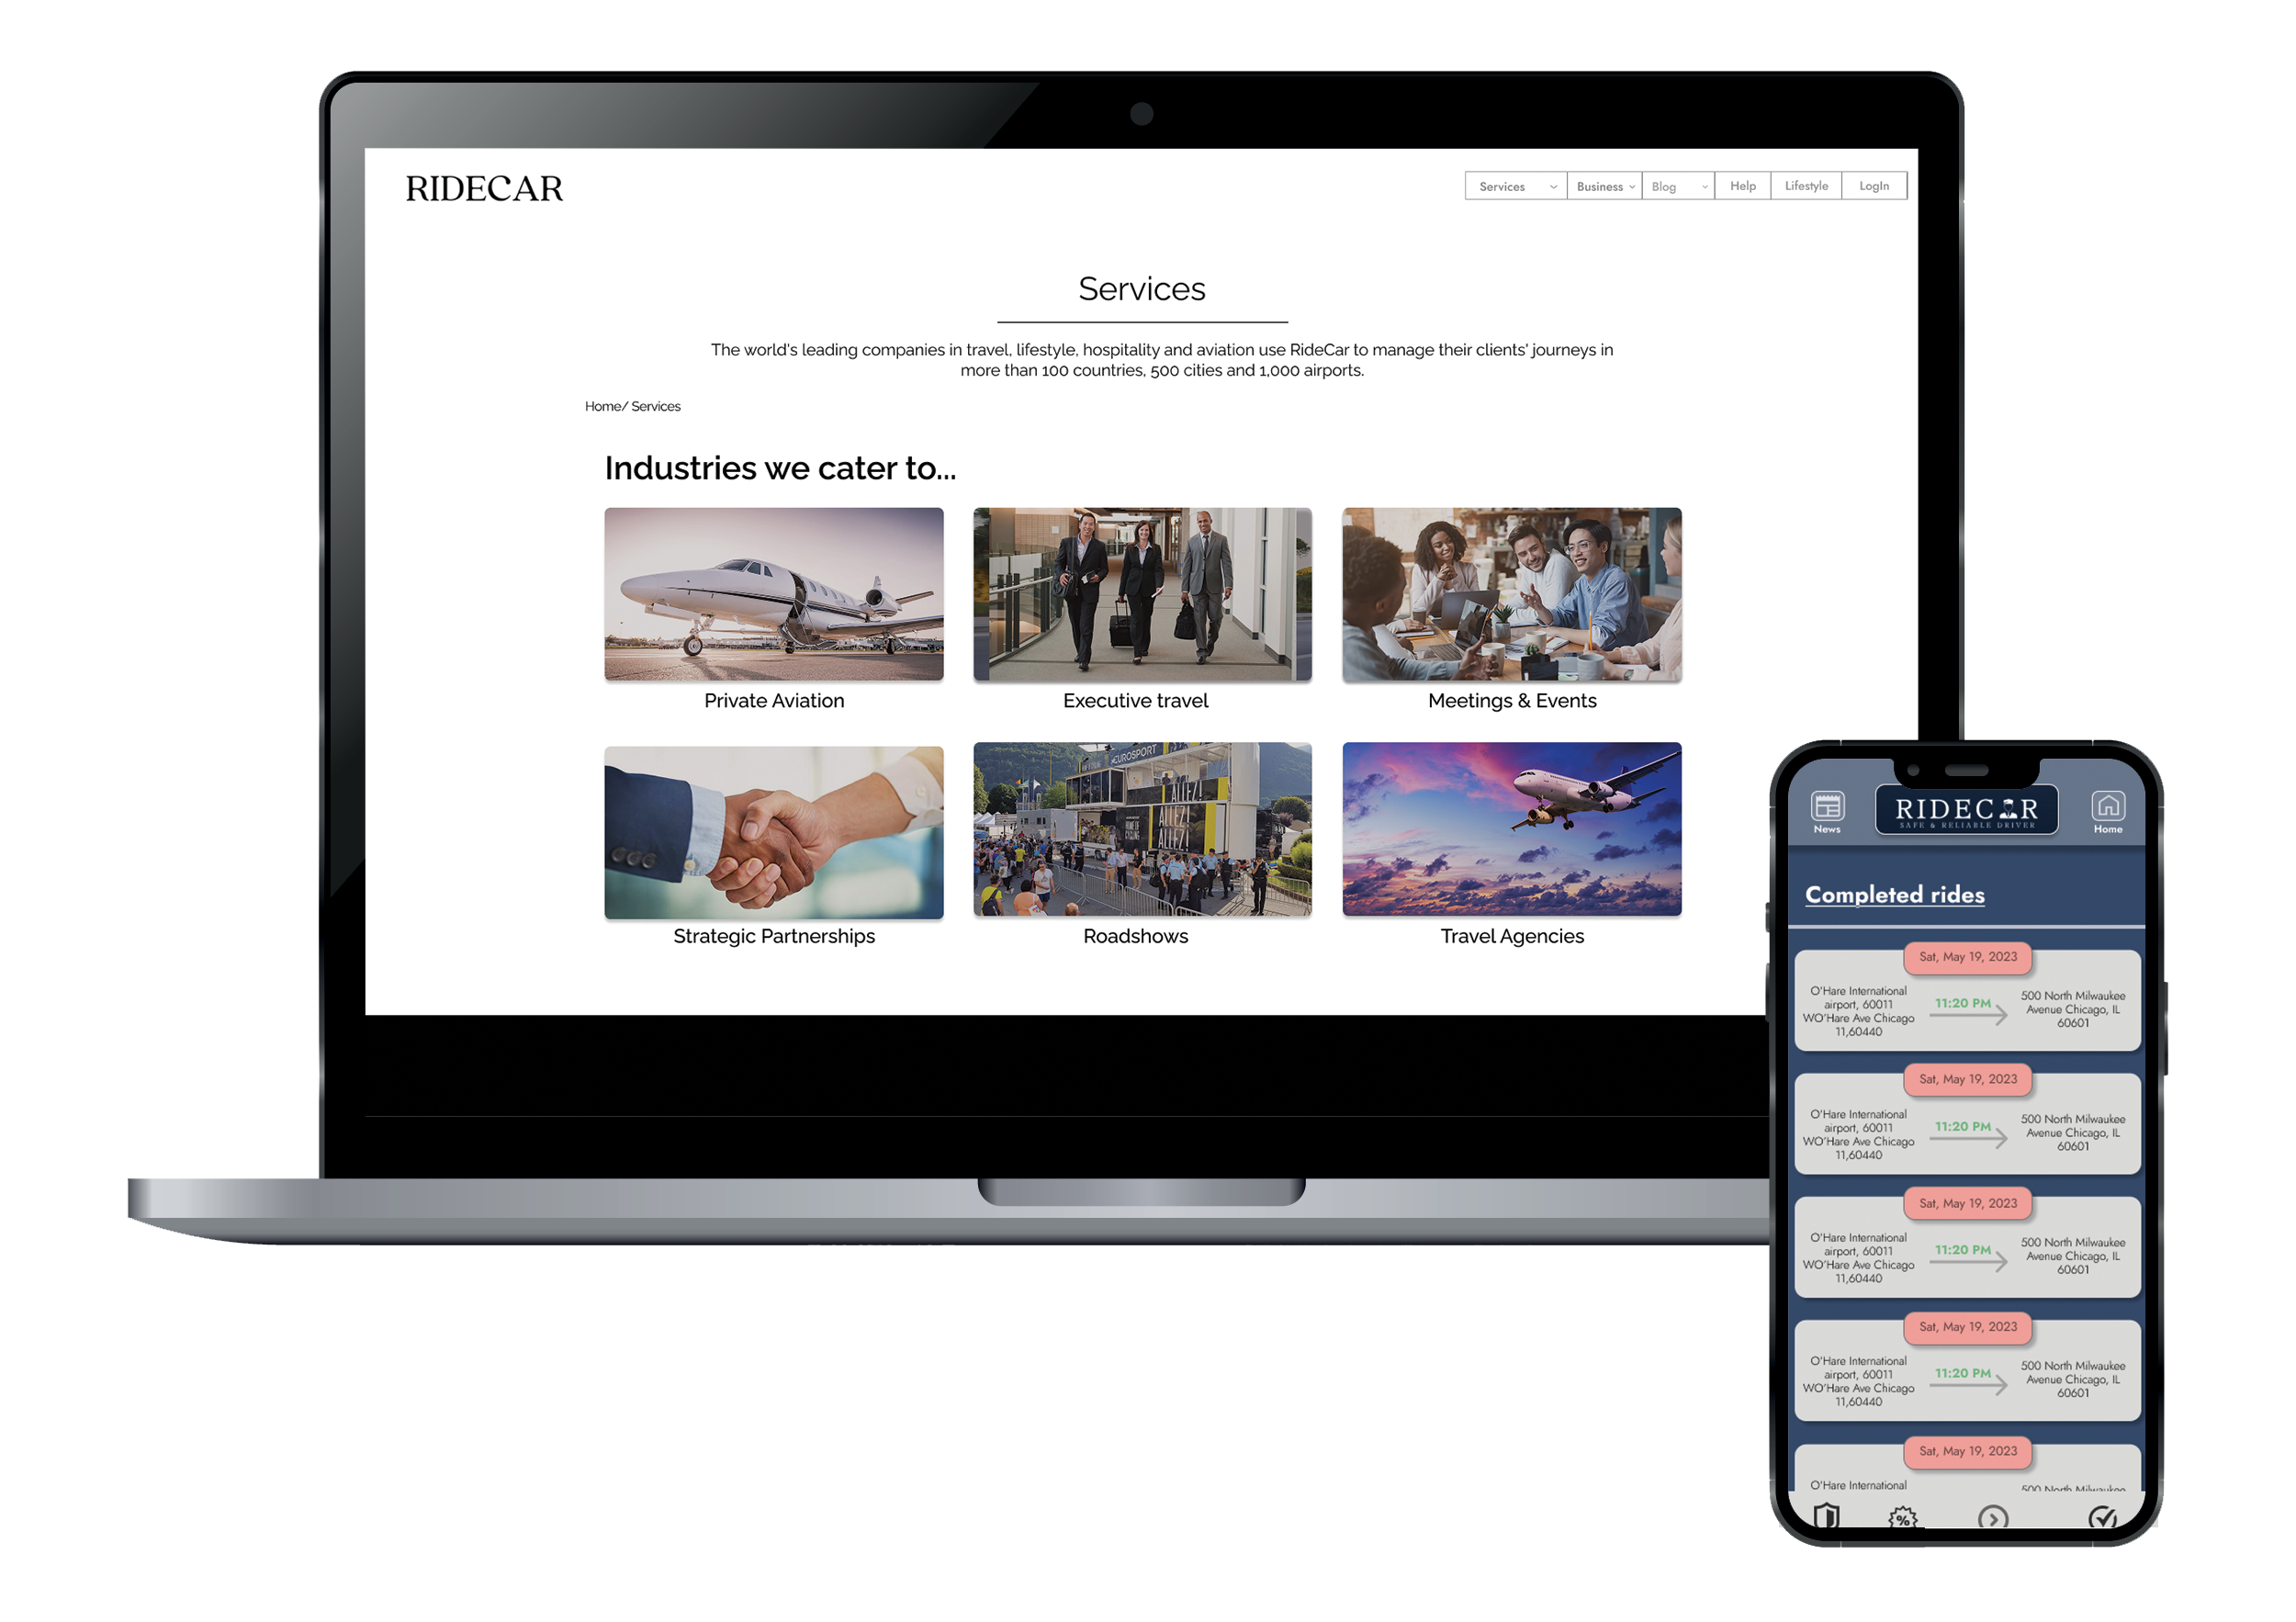 RIDECAR
Services
Business
Blog
Help
Lifestyle
LogIn
Services
The world's leading companies in travel, lifestyle, hospitality and aviation use RideCar to manage their clients' journeys in
more than 100 countries, 500 cities and 1,000 airports.
Home/ Services
Industries we cater to...
Private Aviation
Executive travel
Meetings & Events
EUROSPORT
ALLEZ!
ALLEZ!
ALLEZ!
Strategic Partnerships
Roadshows
Travel Agencies
News
RIDECAR
SAFE & RELIABLE DRIVER
Home
Completed rides
Sat, May 19, 2023
O'Hare International
airport, 60011
WO'Hare Ave Chicago
11,60440
11:20 PM
500 North Milwaukee
Avenue Chicago, IL
60601
Sat, May 19, 2023
O'Hare International
airport, 60011
WO'Hare Ave Chicago
11,60440
11:20 PM
500 North Milwaukee
Avenue Chicago, IL
60601
Sat, May 19, 2023
O'Hare International
airport, 60011
WO'Hare Ave Chicago
11,60440
11:20 PM
500 North Milwaukee
Avenue Chicago, IL
60601
Sat, May 19, 2023
O'Hare International
airport, 60011
WO'Hare Ave Chicago
11,60440
11:20 PM
500 North Milwaukee
Avenue Chicago, IL
60601
Sat, May 19, 2023
O'Hare International
500 North Milwaukee
%